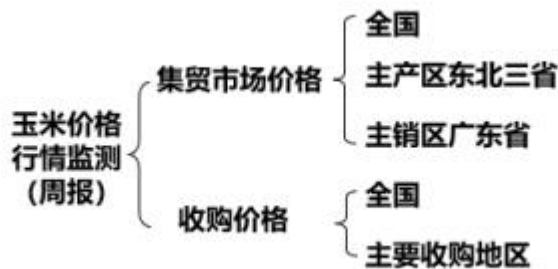 玉米价格
行情监测
（周报）
集贸市场价格
全国
主产区东北三省
主销区广东省
收购价格
全国
主要收购地区